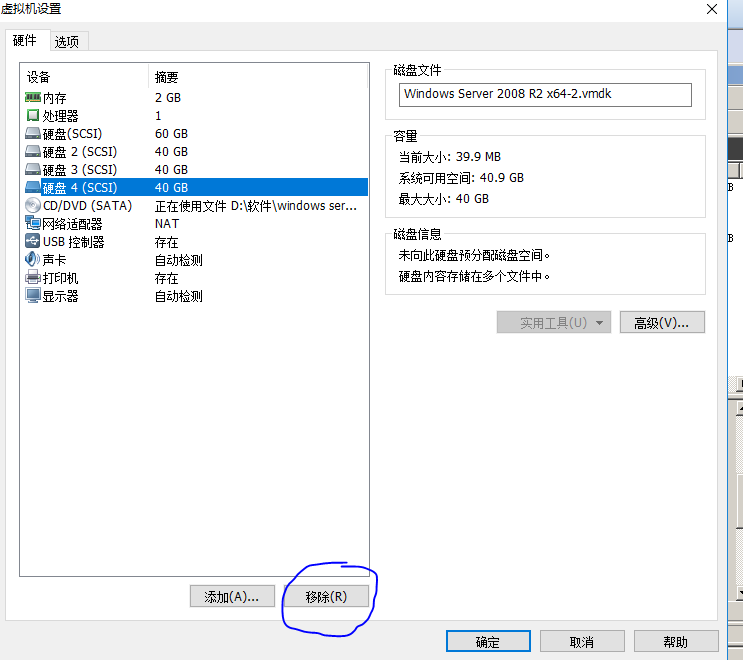 虚拟机设置
硬件 选项
设备 摘要
内存 2 GB
处理器 1
硬盘(SCSI) 60 GB
硬盘 2 (SCSI) 40 GB
硬盘 3 (SCSI) 40 GB
硬盘 4 (SCSI) 40 GB
CD/DVD (SATA) 正在使用文件 D:\软件\windows ser...
网络适配器 NAT
USB 控制器 存在
声卡 自动检测
打印机 存在
显示器 自动检测
添加(A)... 移除(R)
磁盘文件
Windows Server 2008 R2 x64-2.vmdk
容量
当前大小: 39.9 MB
系统可用空间: 40.9 GB
最大大小: 40 GB
磁盘信息
未向此硬盘预分配磁盘空间。
硬盘内容存储在多个文件中。
实用工具(U) 高级(V)...
确定 取消 帮助
B
B